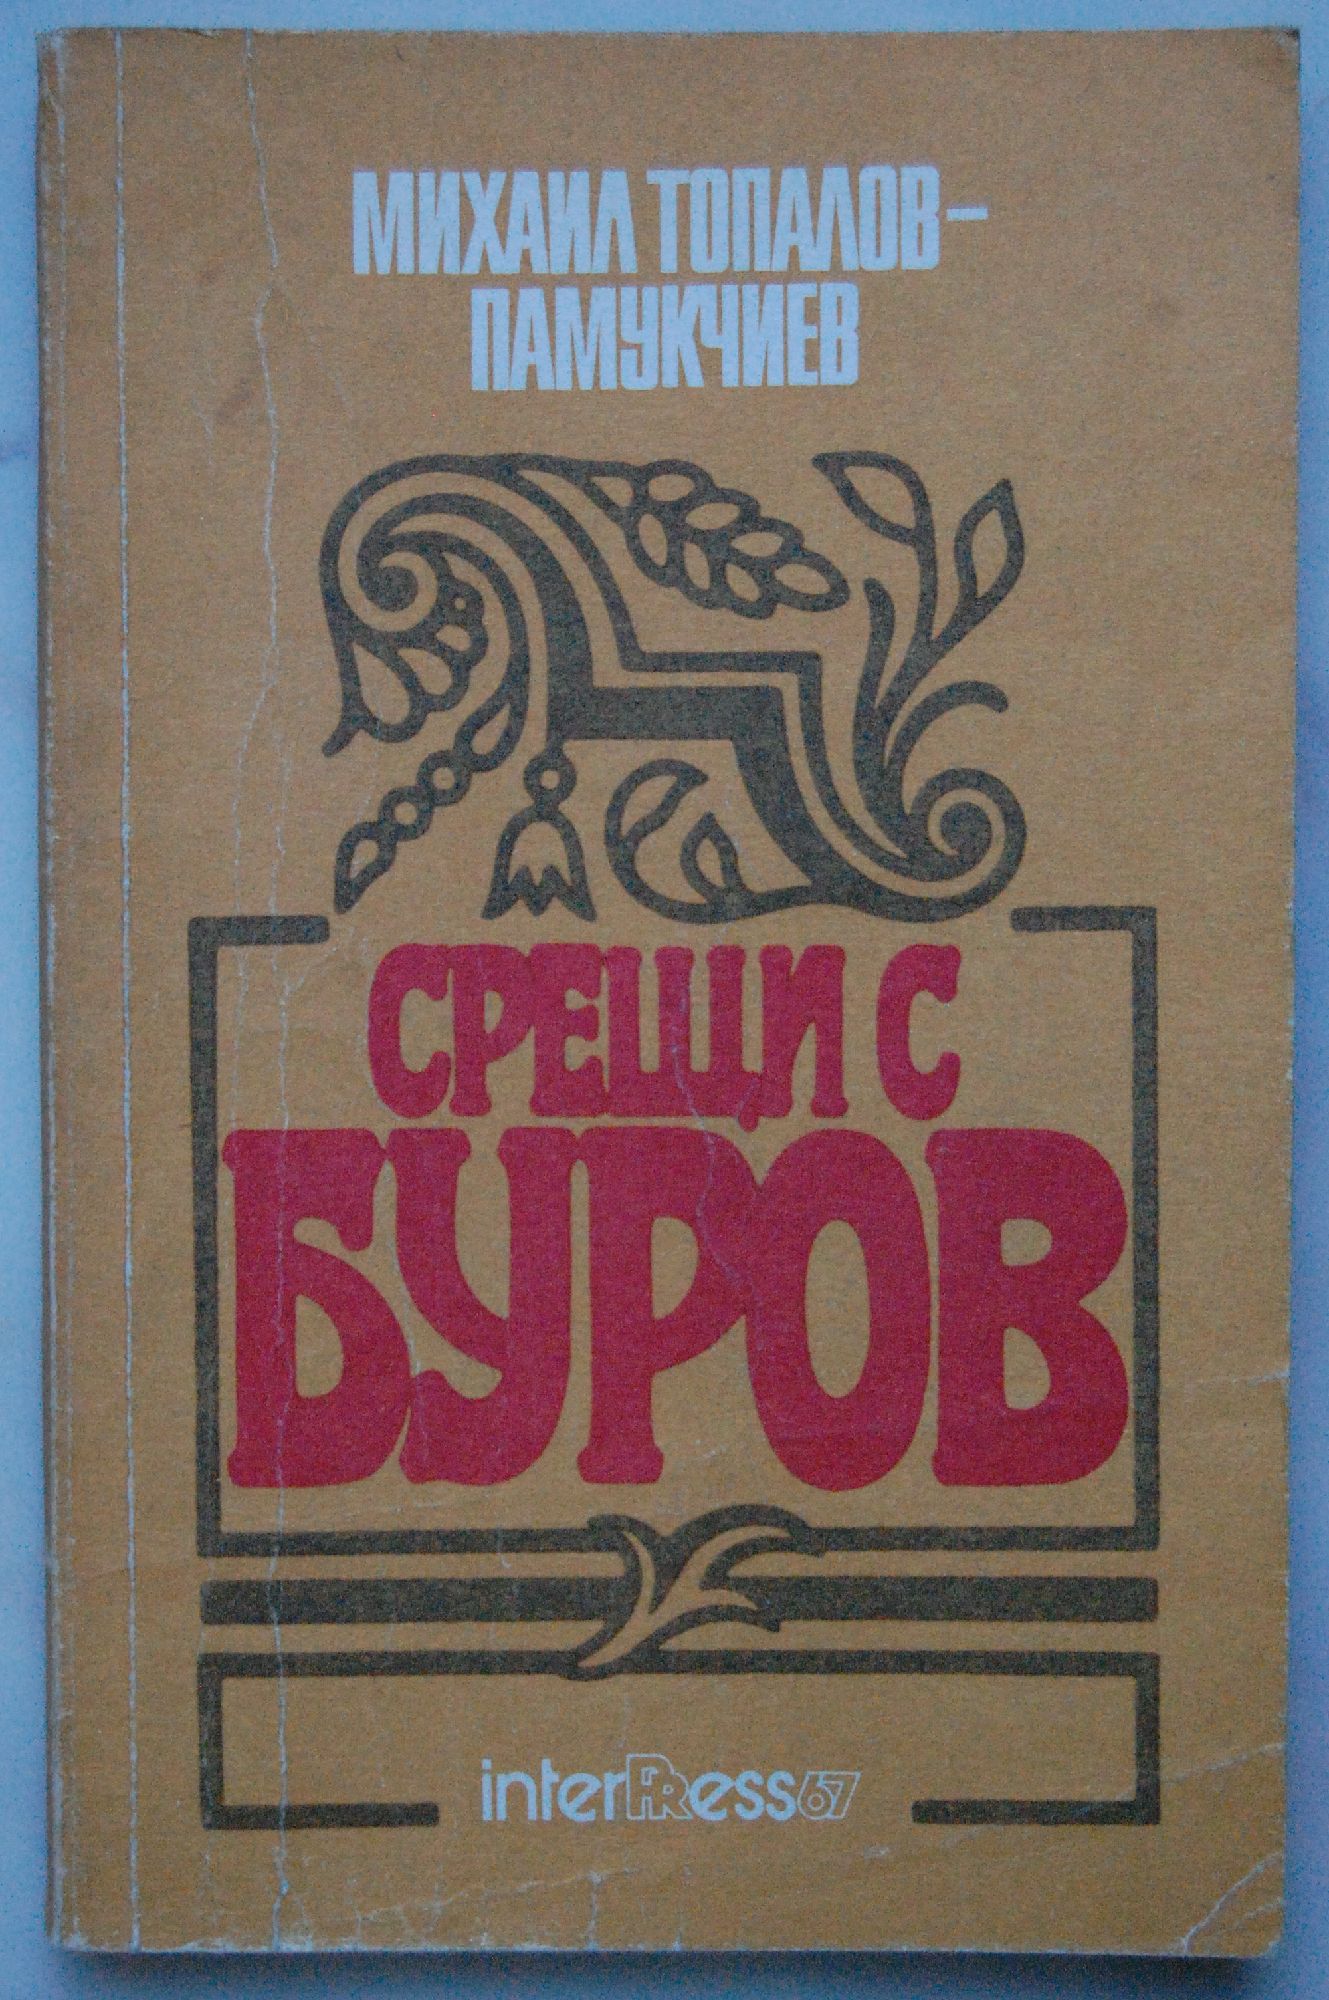 МИХАИЛ ТОПАЛОВ-
ПАМУКЧИЕВ
СРЕЩИ С
БУРОВ
interPRess67